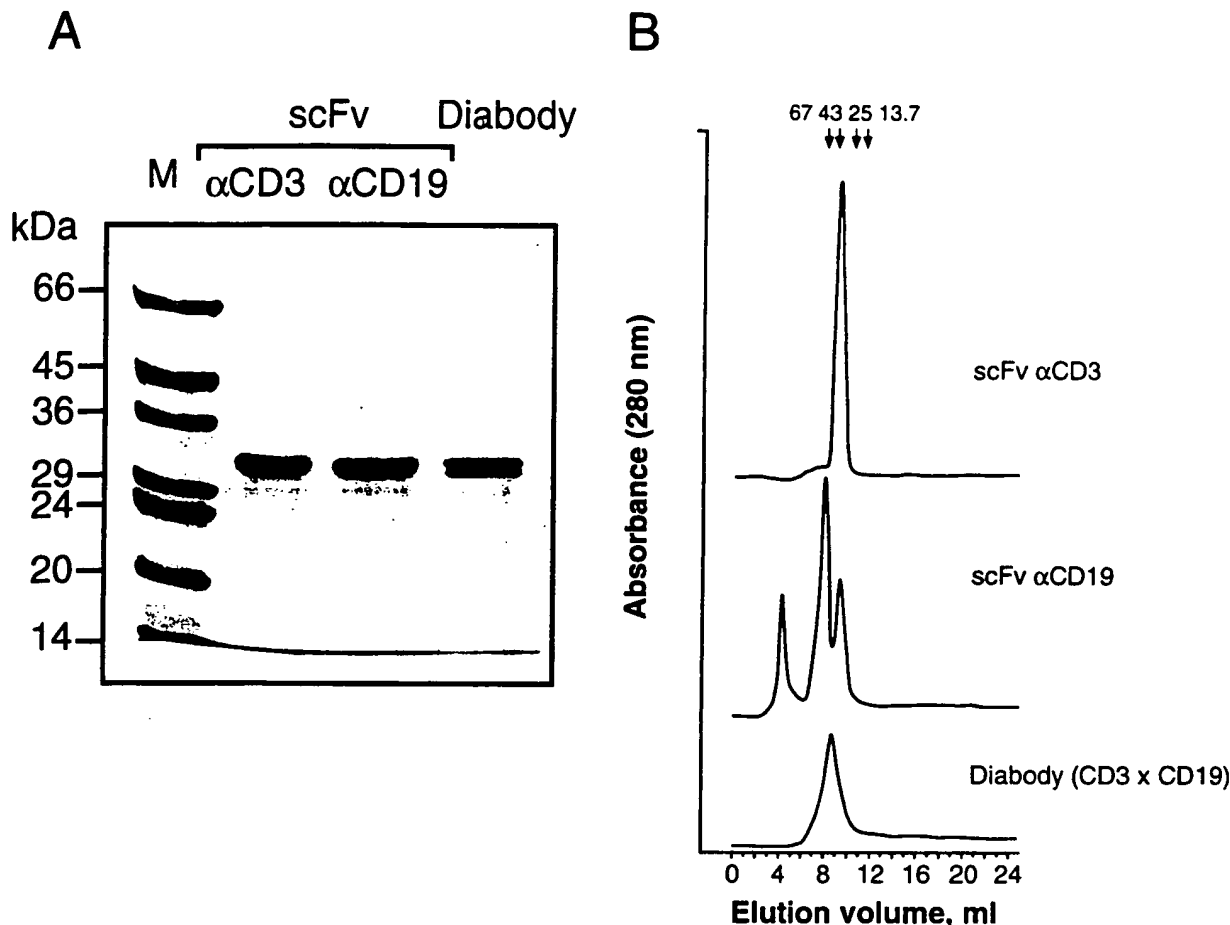 A
scFv Diabody
M αCD3 αCD19
kDa
66
45
36
29
24
20
14
B
67 43 25 13.7
Absorbance (280 nm)
scFv αCD3
scFv αCD19
Diabody (CD3 x CD19)
0 4 8 12 16 20 24
Elution volume, ml